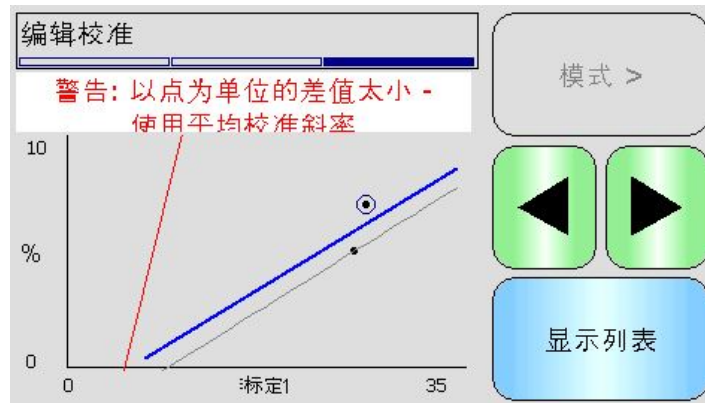 编辑校准
模式 >
警告: 以点为单位的差值太小 -
使用平均校准斜率
10
%
0
0
标定1
35
显示列表